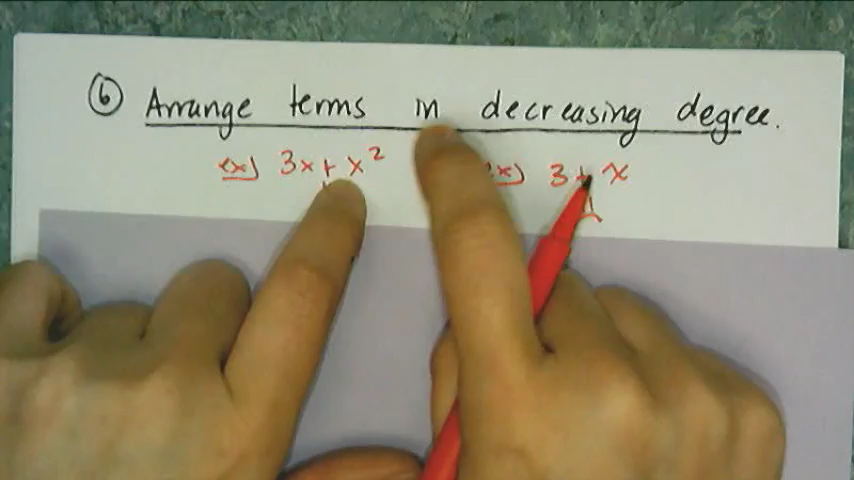 ⑥ Arrange terms in decreasing degree.
ex) 3x + x² x) 3 + x